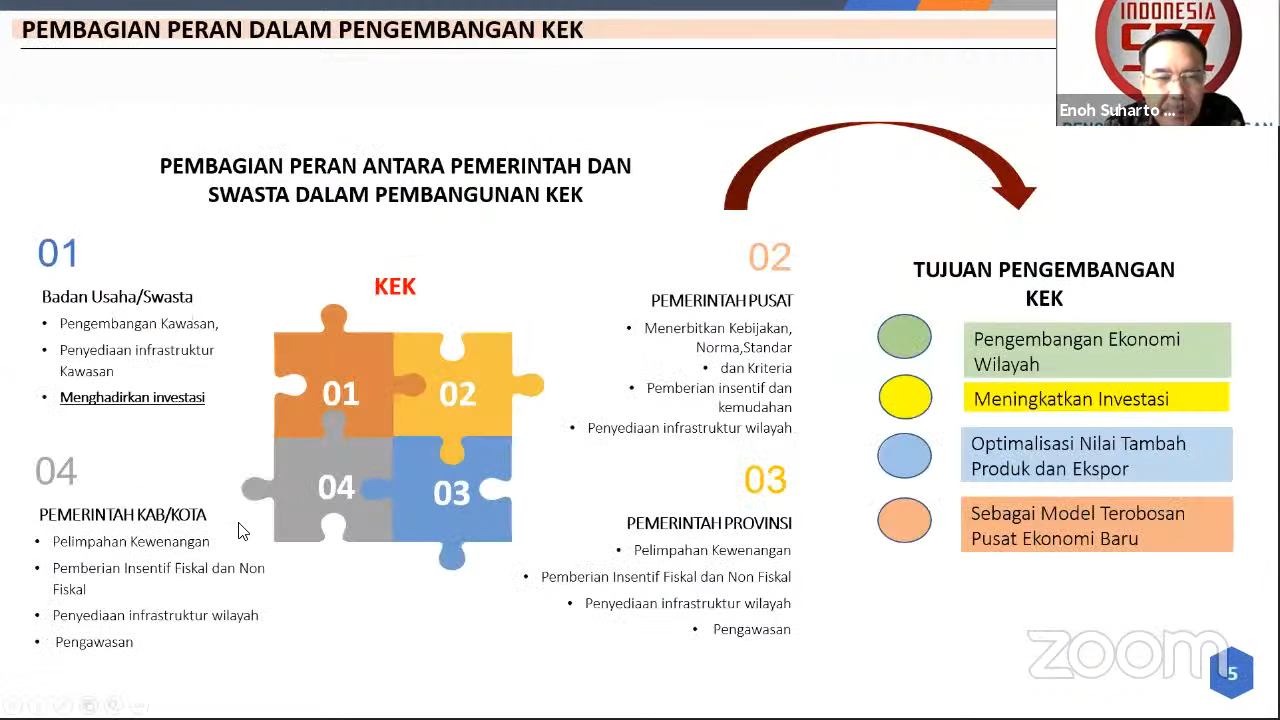 PEMBAGIAN PERAN DALAM PENGEMBANGAN KEK
INDONESIA
SEZ
Enoh Suharto ...
PEMBAGIAN PERAN ANTARA PEMERINTAH DAN
SWASTA DALAM PEMBANGUNAN KEK
01
Badan Usaha/Swasta
• Pengembangan Kawasan,
• Penyediaan infrastruktur
Kawasan
• Menghadirkan investasi
KEK
01
02
04
03
02
PEMERINTAH PUSAT
• Menerbitkan Kebijakan,
Norma,Standar
• dan Kriteria
• Pemberian insentif dan
kemudahan
• Penyediaan infrastruktur wilayah
04
PEMERINTAH KAB/KOTA
• Pelimpahan Kewenangan
• Pemberian Insentif Fiskal dan Non
Fiskal
• Penyediaan infrastruktur wilayah
• Pengawasan
03
PEMERINTAH PROVINSI
• Pelimpahan Kewenangan
• Pemberian Insentif Fiskal dan Non Fiskal
• Penyediaan infrastruktur wilayah
• Pengawasan
TUJUAN PENGEMBANGAN
KEK
Pengembangan Ekonomi
Wilayah
Meningkatkan Investasi
Optimalisasi Nilai Tambah
Produk dan Ekspor
Sebagai Model Terobosan
Pusat Ekonomi Baru
zoom
5